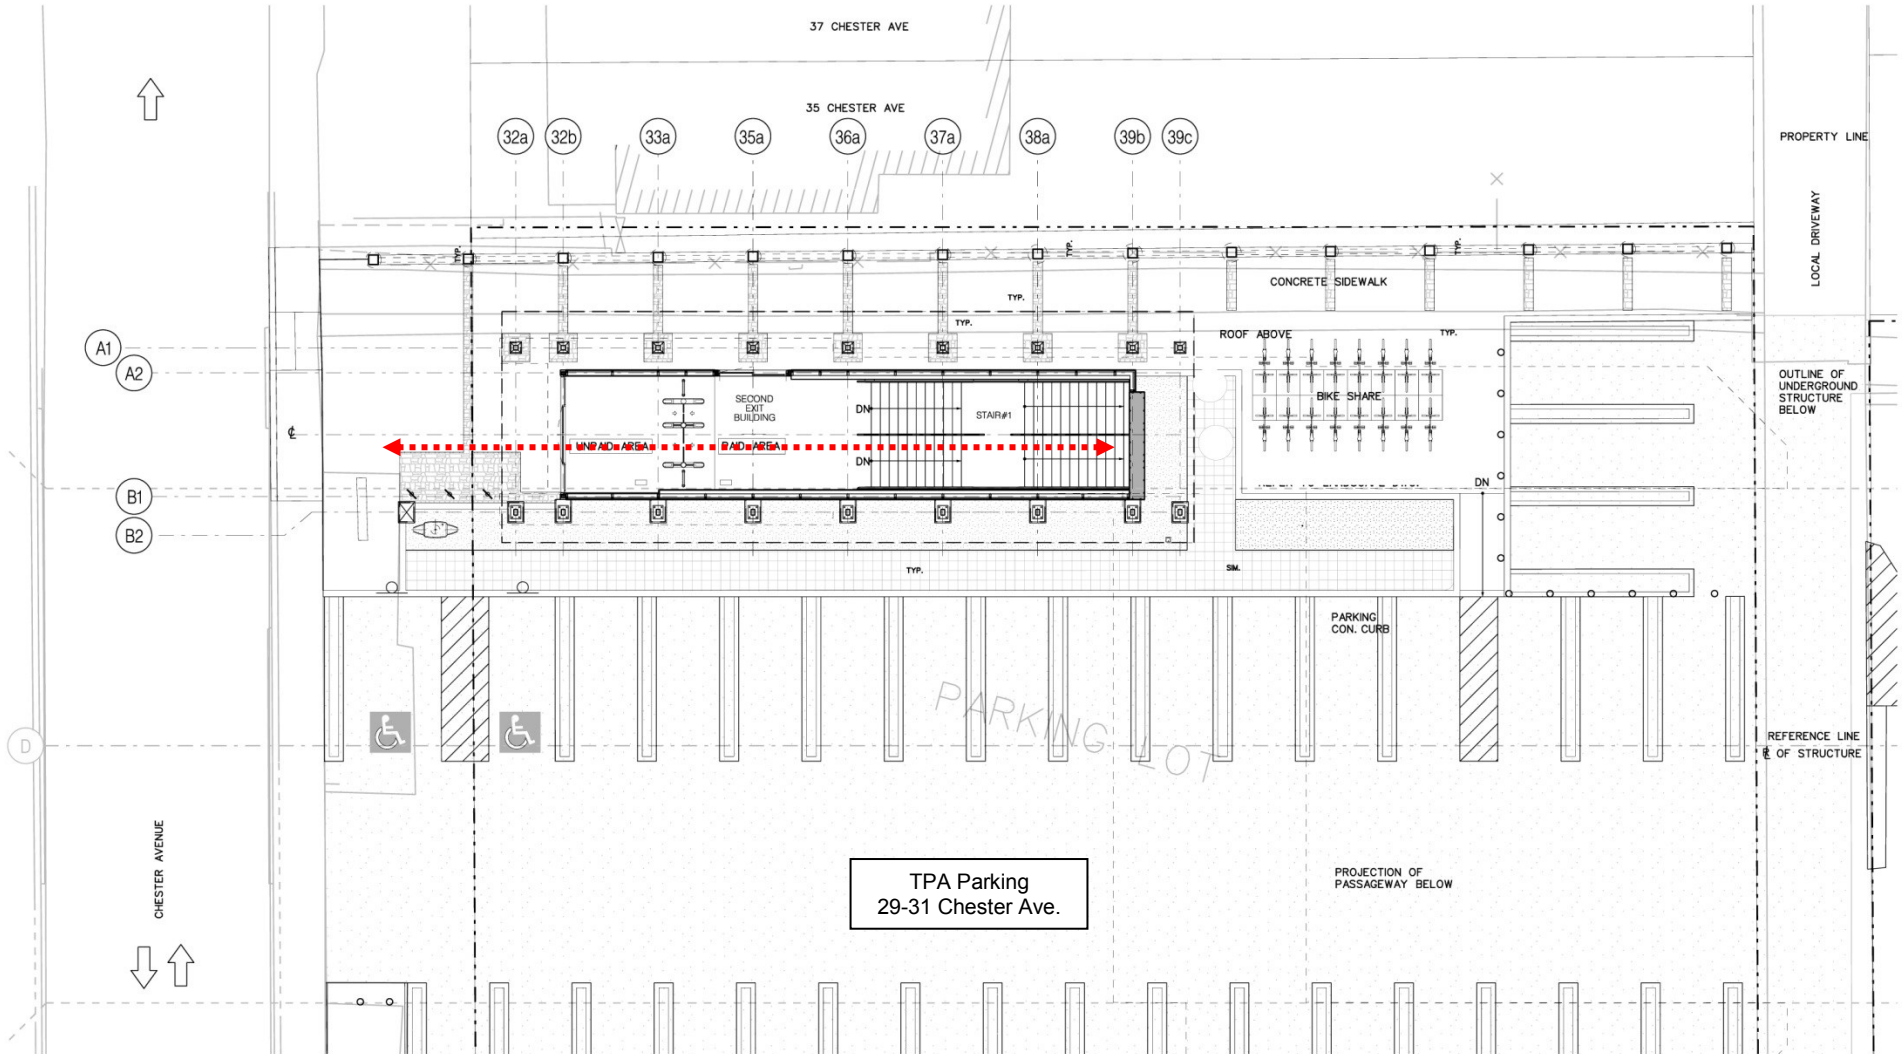 37 CHESTER AVE
35 CHESTER AVE
32a
32b
33a
35a
36a
37a
38a
39b
39c
PROPERTY LINE
LOCAL DRIVEWAY
TYP.
TYP.
TYP.
CONCRETE SIDEWALK
TYP.
TYP.
ROOF ABOVE
TYP.
A1
A2
OUTLINE OF
UNDERGROUND
STRUCTURE
BELOW
SECOND
EXIT
BUILDING
BIKE SHARE
DN
STAIR#1
UNPAID AREA
PAID AREA
DN
DN
B1
B2
TYP.
SIM.
PARKING
CON. CURB
PARKING LOT
D
REFERENCE LINE
℄ OF STRUCTURE
CHESTER AVENUE
TPA Parking
29-31 Chester Ave.
PROJECTION OF
PASSAGEWAY BELOW